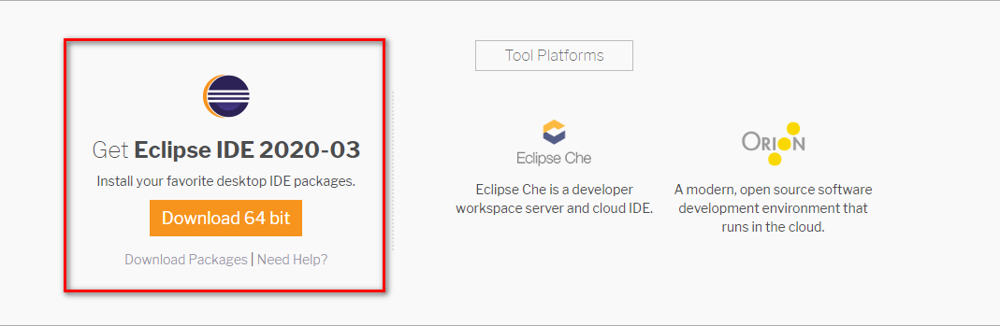 Get Eclipse IDE 2020-03
Install your favorite desktop IDE packages.
Download 64 bit
Download Packages | Need Help?
Tool Platforms
Eclipse Che
Eclipse Che is a developer
workspace server and cloud IDE.
ORION
A modern, open source software
development environment that
runs in the cloud.